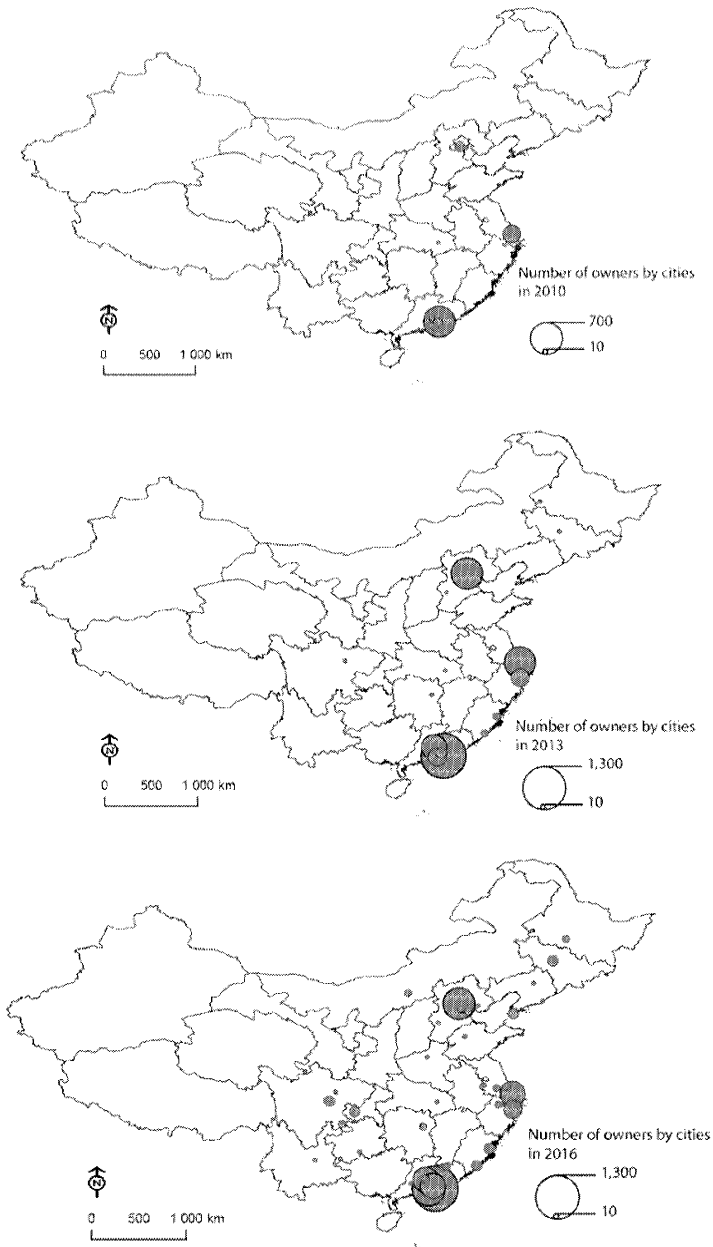 Number of owners by cities
in 2010
700
10
N
0 500 1 000 km
Number of owners by cities
in 2013
1,300
10
N
0 500 1 000 km
Number of owners by cities
in 2016
1,300
10
N
0 500 1 000 km